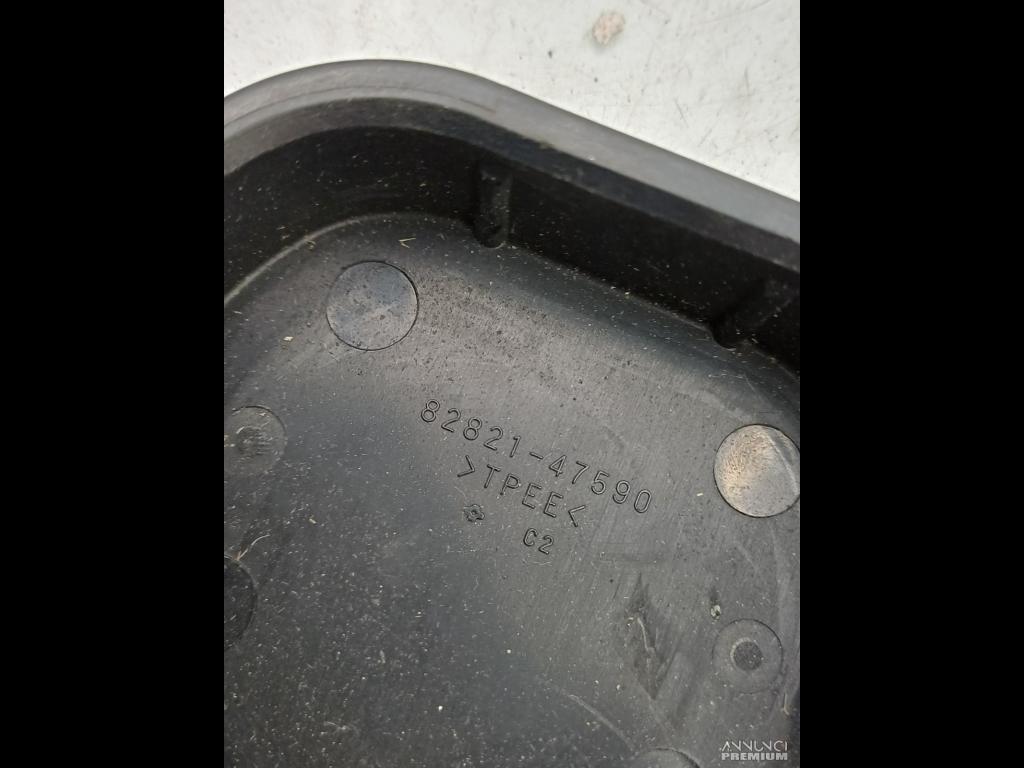 82821-47590
>TPEE<
C2
ANNUNCI
PREMIUM